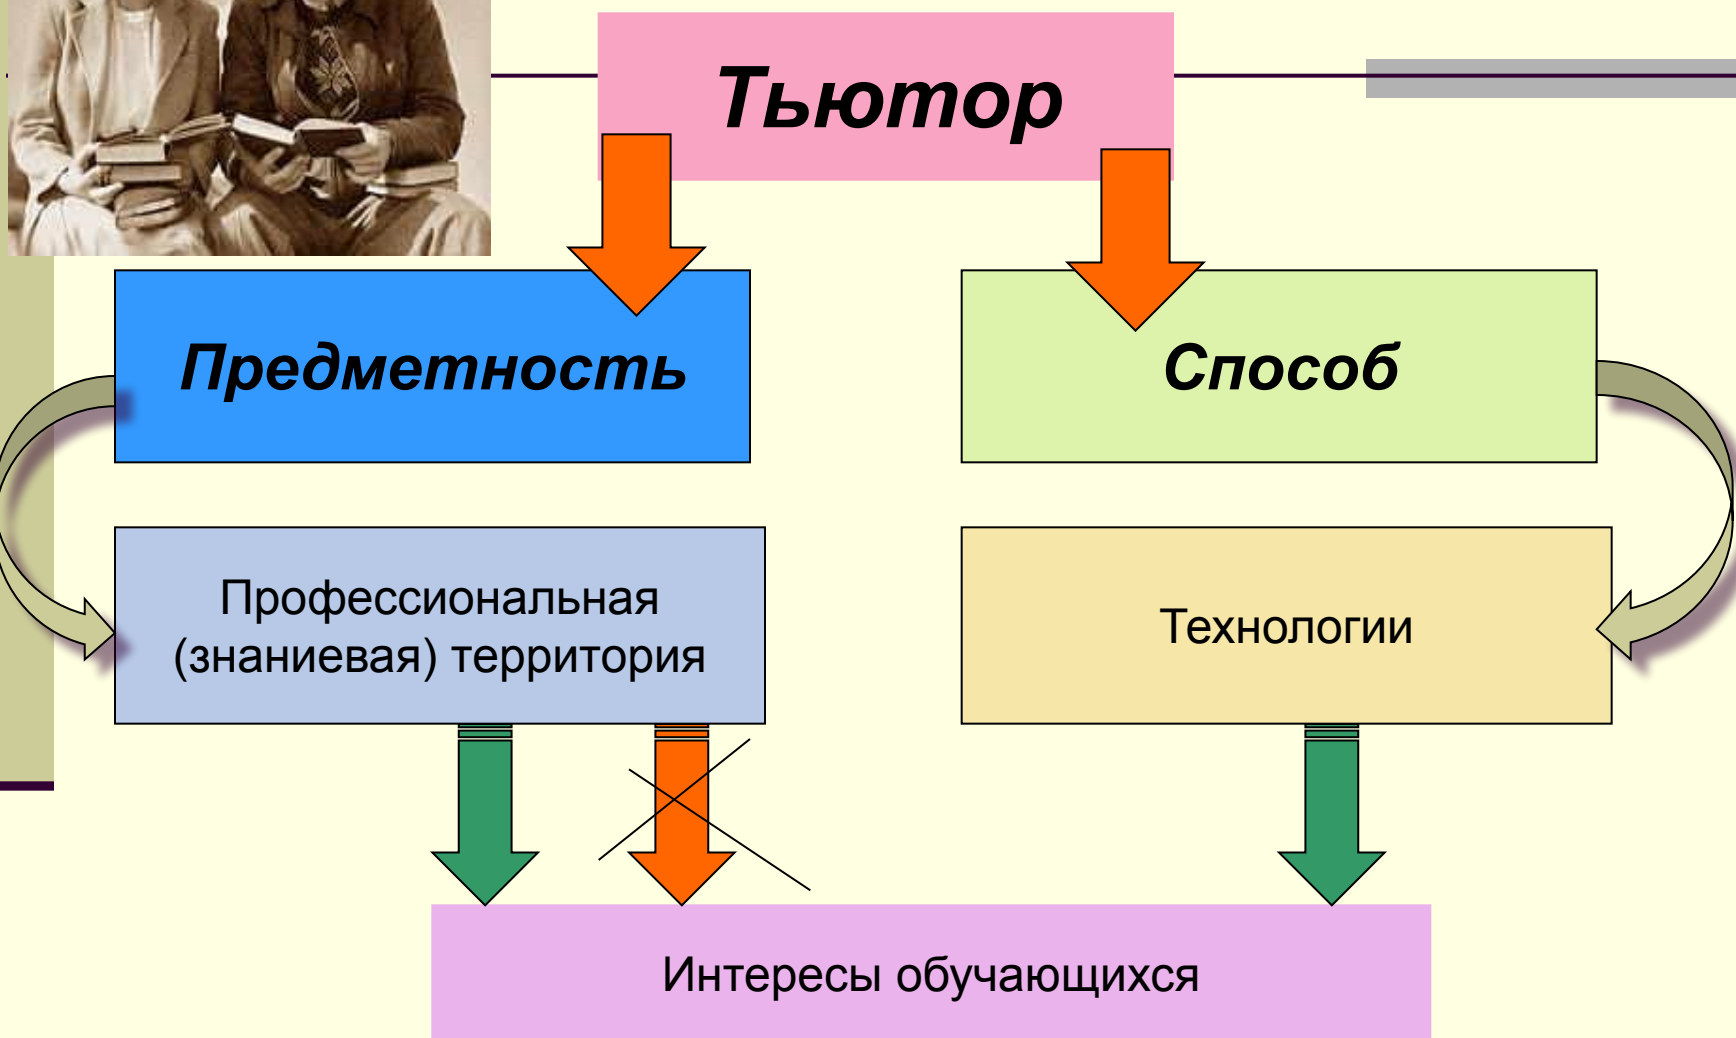 Тьютор
Предметность
Способ
Профессиональная
(знаниевая) территория
Технологии
Интересы обучающихся